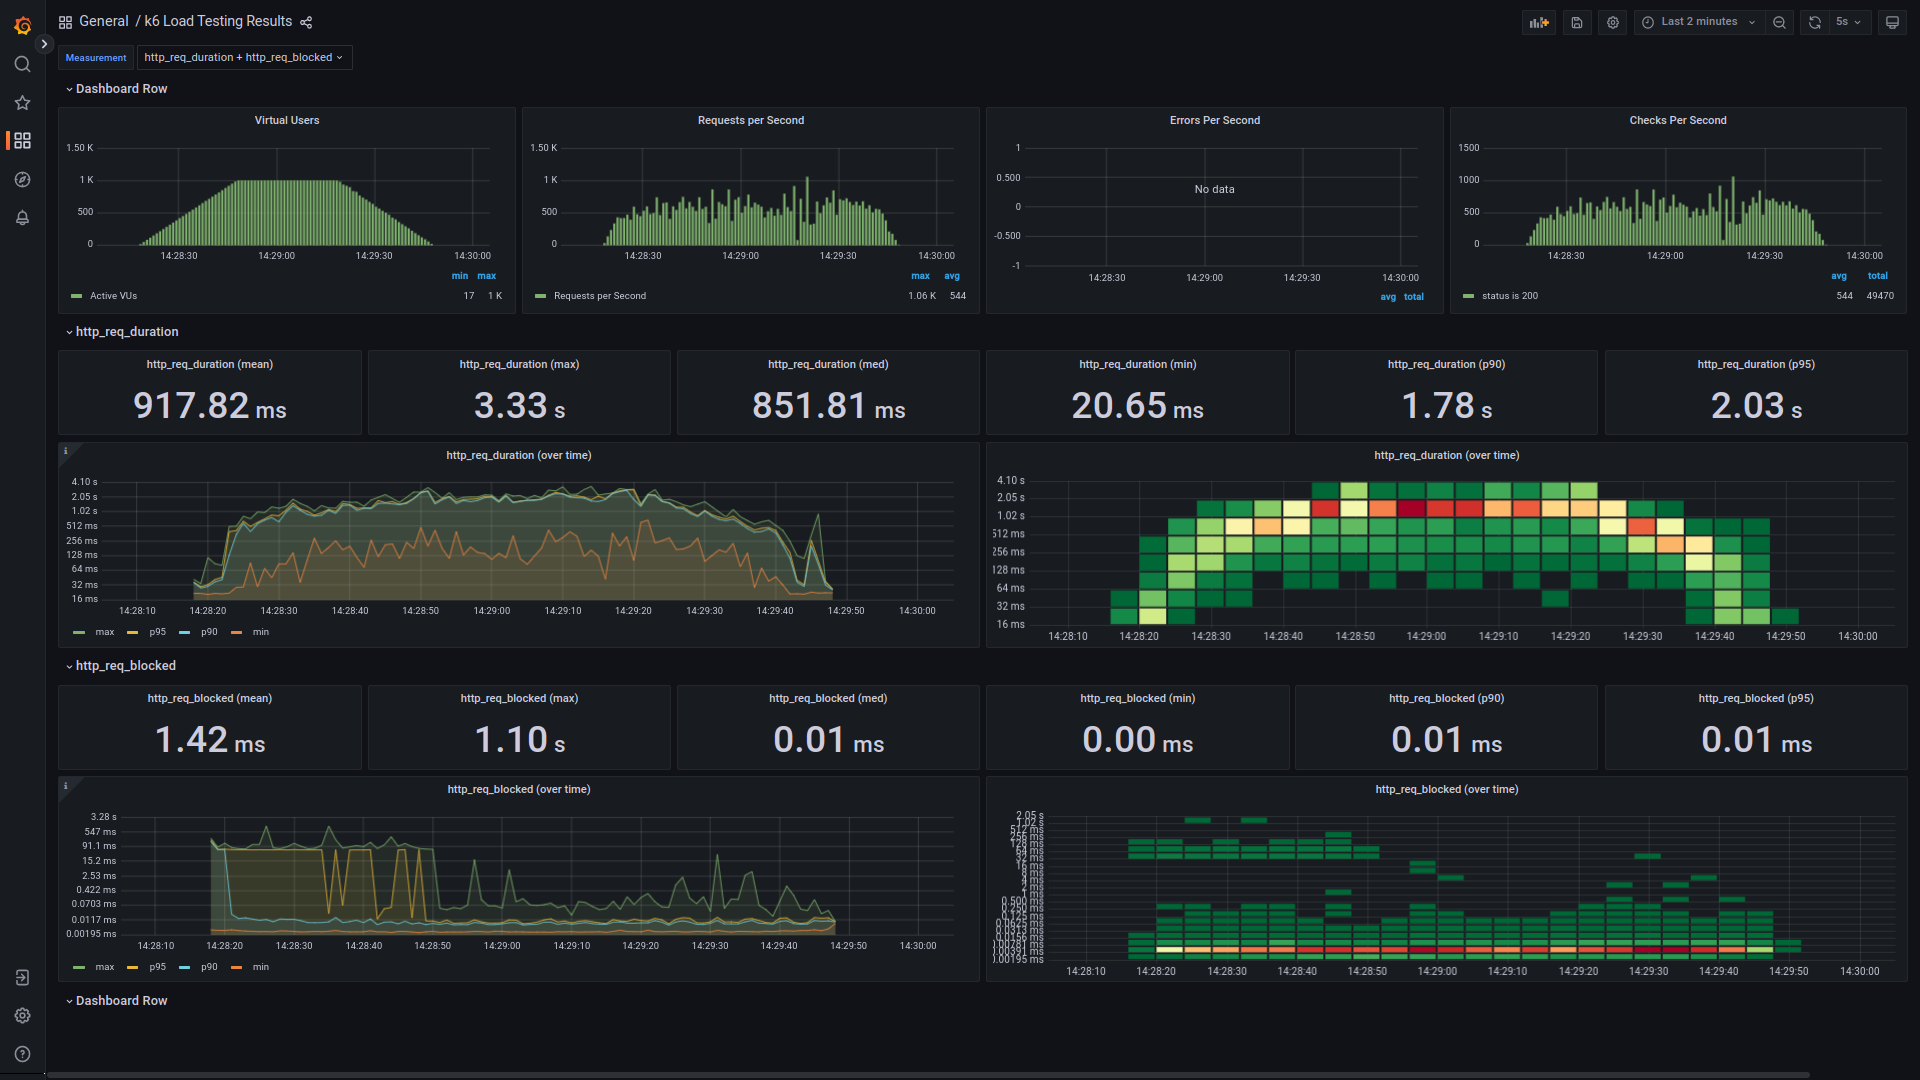 General / k6 Load Testing Results
Last 2 minutes
5s
Measurement
http_req_duration + http_req_blocked
Dashboard Row
Virtual Users
1.50 K
1 K
500
0
14:28:30 14:29:00 14:29:30 14:30:00
min max
Active VUs 17 1 K
Requests per Second
1.50 K
1 K
500
0
14:28:30 14:29:00 14:29:30 14:30:00
max avg
Requests per Second 1.06 K 544
Errors Per Second
1
0.500
0
-0.500
-1
No data
14:28:30 14:29:00 14:29:30 14:30:00
avg total
Checks Per Second
1500
1000
500
0
14:28:30 14:29:00 14:29:30 14:30:00
avg total
status is 200 544 49470
http_req_duration
http_req_duration (mean)
917.82 ms
http_req_duration (max)
3.33 s
http_req_duration (med)
851.81 ms
http_req_duration (min)
20.65 ms
http_req_duration (p90)
1.78 s
http_req_duration (p95)
2.03 s
http_req_duration (over time)
4.10 s
2.05 s
1.02 s
512 ms
256 ms
128 ms
64 ms
32 ms
16 ms
14:28:10 14:28:20 14:28:30 14:28:40 14:28:50 14:29:00 14:29:10 14:29:20 14:29:30 14:29:40 14:29:50 14:30:00
max p95 p90 min
http_req_duration (over time)
4.10 s
2.05 s
1.02 s
512 ms
256 ms
128 ms
64 ms
32 ms
16 ms
14:28:10 14:28:20 14:28:30 14:28:40 14:28:50 14:29:00 14:29:10 14:29:20 14:29:30 14:29:40 14:29:50 14:30:00
http_req_blocked
http_req_blocked (mean)
1.42 ms
http_req_blocked (max)
1.10 s
http_req_blocked (med)
0.01 ms
http_req_blocked (min)
0.00 ms
http_req_blocked (p90)
0.01 ms
http_req_blocked (p95)
0.01 ms
http_req_blocked (over time)
3.28 s
547 ms
91.1 ms
15.2 ms
2.53 ms
0.422 ms
0.0703 ms
0.0117 ms
0.00195 ms
14:28:10 14:28:20 14:28:30 14:28:40 14:28:50 14:29:00 14:29:10 14:29:20 14:29:30 14:29:40 14:29:50 14:30:00
max p95 p90 min
http_req_blocked (over time)
2.05 s
1.02 s
512 ms
256 ms
128 ms
64 ms
32 ms
16 ms
8 ms
4 ms
2 ms
1 ms
0.500 ms
0.250 ms
0.125 ms
14:28:10 14:28:20 14:28:30 14:28:40 14:28:50 14:29:00 14:29:10 14:29:20 14:29:30 14:29:40 14:29:50 14:30:00
Dashboard Row